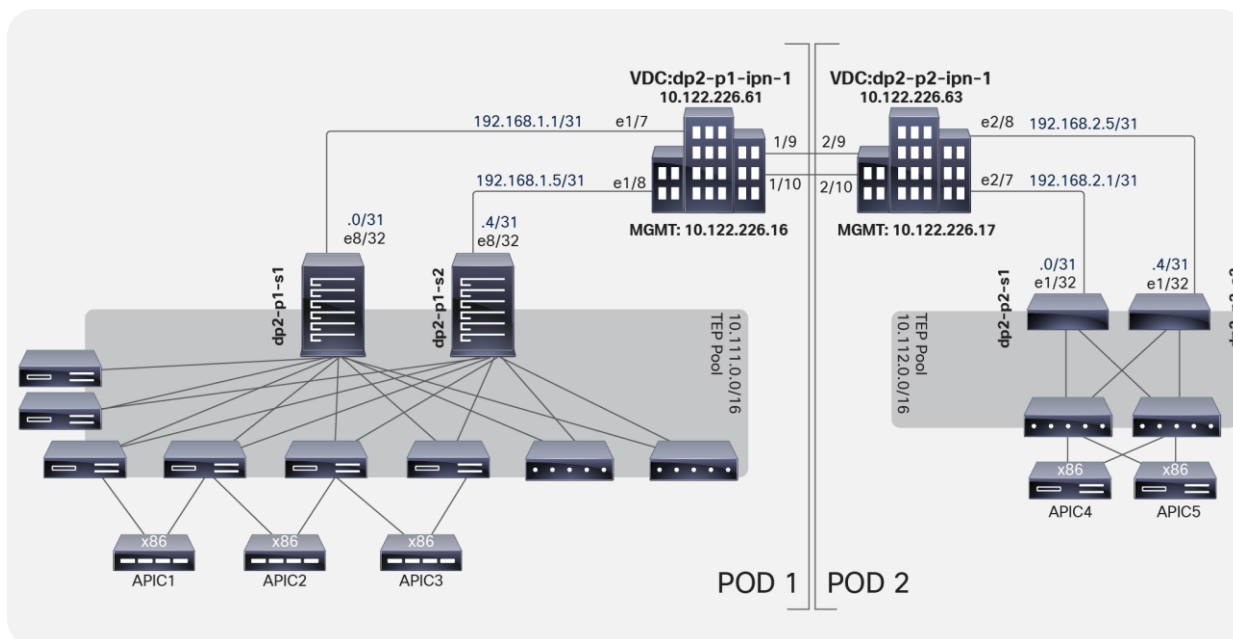 VDC:dp2-p1-ipn-1
10.122.226.61
VDC:dp2-p2-ipn-1
10.122.226.63
192.168.1.1/31
e1/7
1/9
2/9
e2/8
192.168.2.5/31
192.168.1.5/31
e1/8
1/10
2/10
e2/7
192.168.2.1/31
MGMT: 10.122.226.16
MGMT: 10.122.226.17
.0/31
e8/32
.4/31
e8/32
dp2-p1-s1
dp2-p1-s2
.0/31
e1/32
.4/31
e1/32
dp2-p2-s1
10.111.0.0/16
TEP Pool
TEP Pool
10.112.0.0/16
x86
x86
APIC4
APIC5
x86
x86
x86
APIC1
APIC2
APIC3
POD 1
POD 2